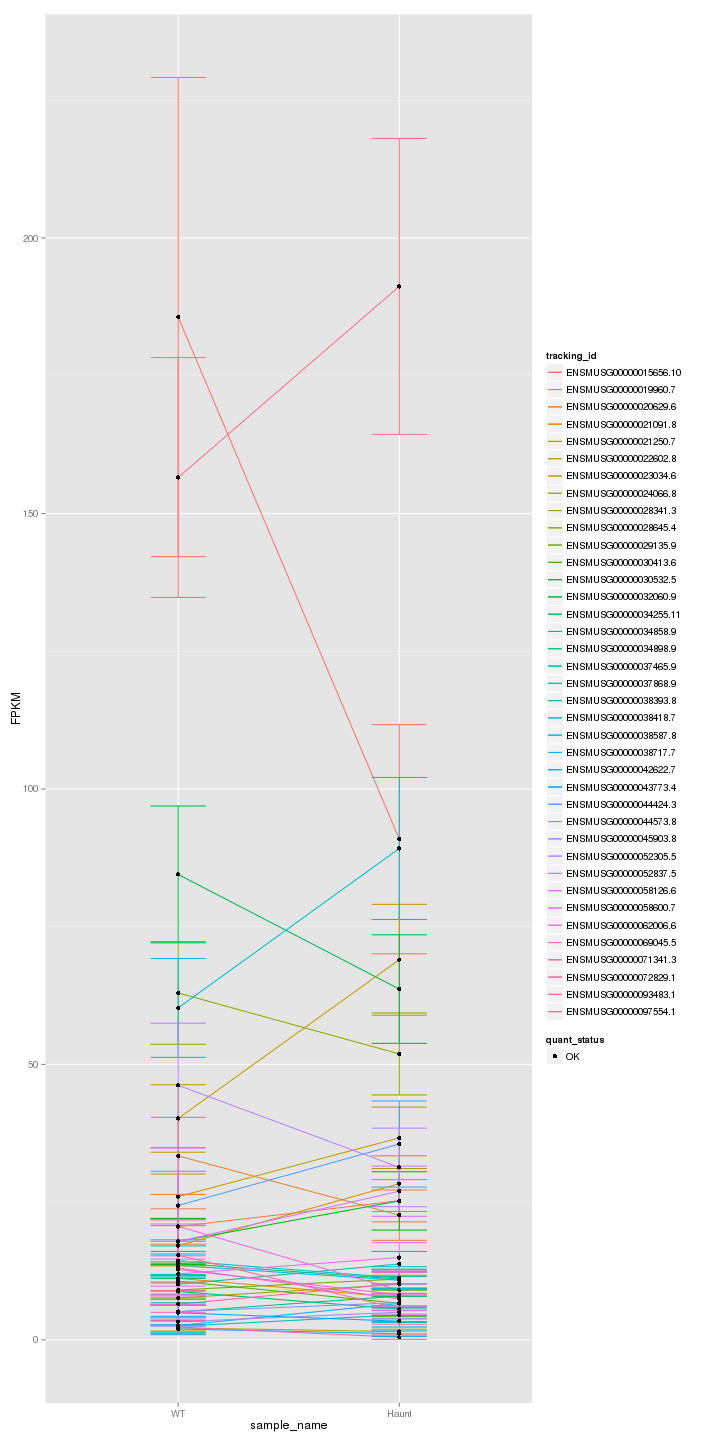 200
150
100
50
0
FPKM
WT
Haunt
sample_name
tracking_id
ENSMUSG00000015656.10
ENSMUSG00000019960.7
ENSMUSG00000020629.6
ENSMUSG00000021091.8
ENSMUSG00000021250.7
ENSMUSG00000022602.8
ENSMUSG00000023034.6
ENSMUSG00000024066.8
ENSMUSG00000028341.3
ENSMUSG00000028645.4
ENSMUSG00000029135.9
ENSMUSG00000030413.6
ENSMUSG00000030532.5
ENSMUSG00000032060.9
ENSMUSG00000034255.11
ENSMUSG00000034858.9
ENSMUSG00000034898.9
ENSMUSG00000037465.9
ENSMUSG00000037868.9
ENSMUSG00000038393.8
ENSMUSG00000038418.7
ENSMUSG00000038587.8
ENSMUSG00000038717.7
ENSMUSG00000042622.7
ENSMUSG00000043773.4
ENSMUSG00000044424.3
ENSMUSG00000044573.8
ENSMUSG00000045903.8
ENSMUSG00000052305.5
ENSMUSG00000052837.5
ENSMUSG00000058126.6
ENSMUSG00000058600.7
ENSMUSG00000062006.6
ENSMUSG00000069045.5
ENSMUSG00000071341.3
ENSMUSG00000072829.1
ENSMUSG00000093483.1
ENSMUSG00000097554.1
quant_status
OK